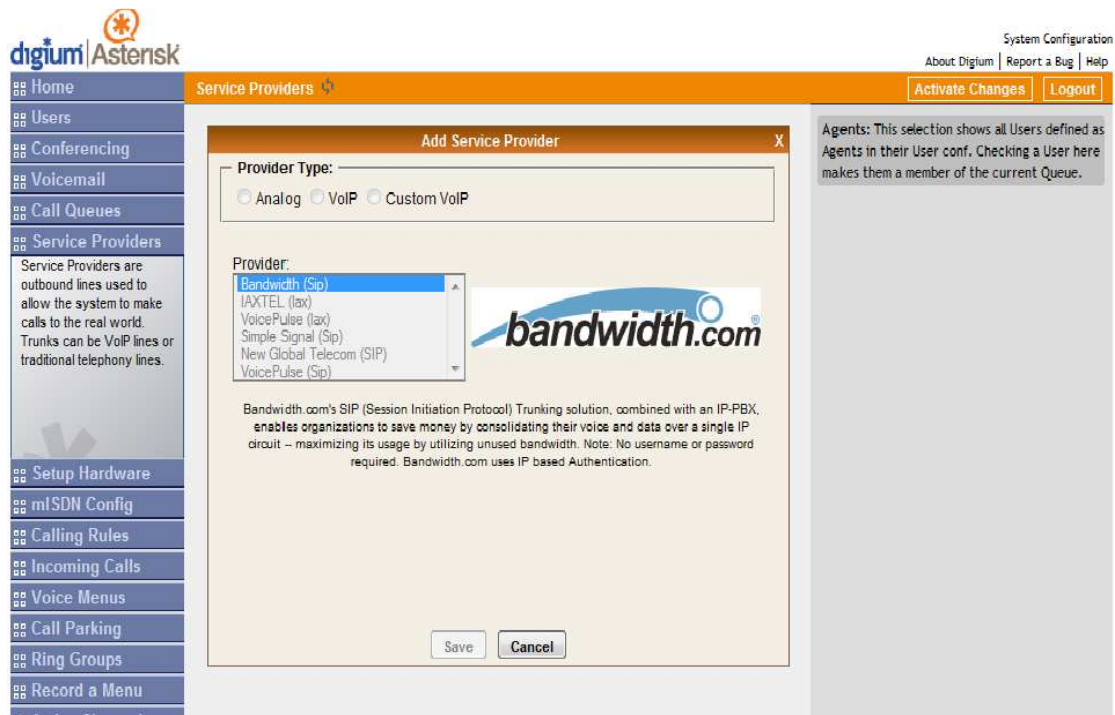 digium Asterisk
System Configuration
About Digium | Report a Bug | Help
Home
Service Providers
Activate Changes
Logout
Users
Conferencing
Voicemail
Call Queues
Service Providers
Service Providers are
outbound lines used to
allow the system to make
calls to the real world.
Trunks can be VoIP lines or
traditional telephony lines.
Setup Hardware
mISDN Config
Calling Rules
Incoming Calls
Voice Menus
Call Parking
Ring Groups
Record a Menu
Add Service Provider X
Provider Type:
Analog VoIP Custom VoIP
Provider:
Bandwidth (Sip)
IAXTEL (Iax)
VoicePulse (Iax)
Simple Signal (Sip)
New Global Telecom (SIP)
VoicePulse (Sip)
bandwidth.com®
Bandwidth.com's SIP (Session Initiation Protocol) Trunking solution, combined with an IP-PBX,
enables organizations to save money by consolidating their voice and data over a single IP
circuit -- maximizing its usage by utilizing unused bandwidth. Note: No username or password
required. Bandwidth.com uses IP based Authentication.
Save
Cancel
Agents: This selection shows all Users defined as
Agents in their User conf. Checking a User here
makes them a member of the current Queue.